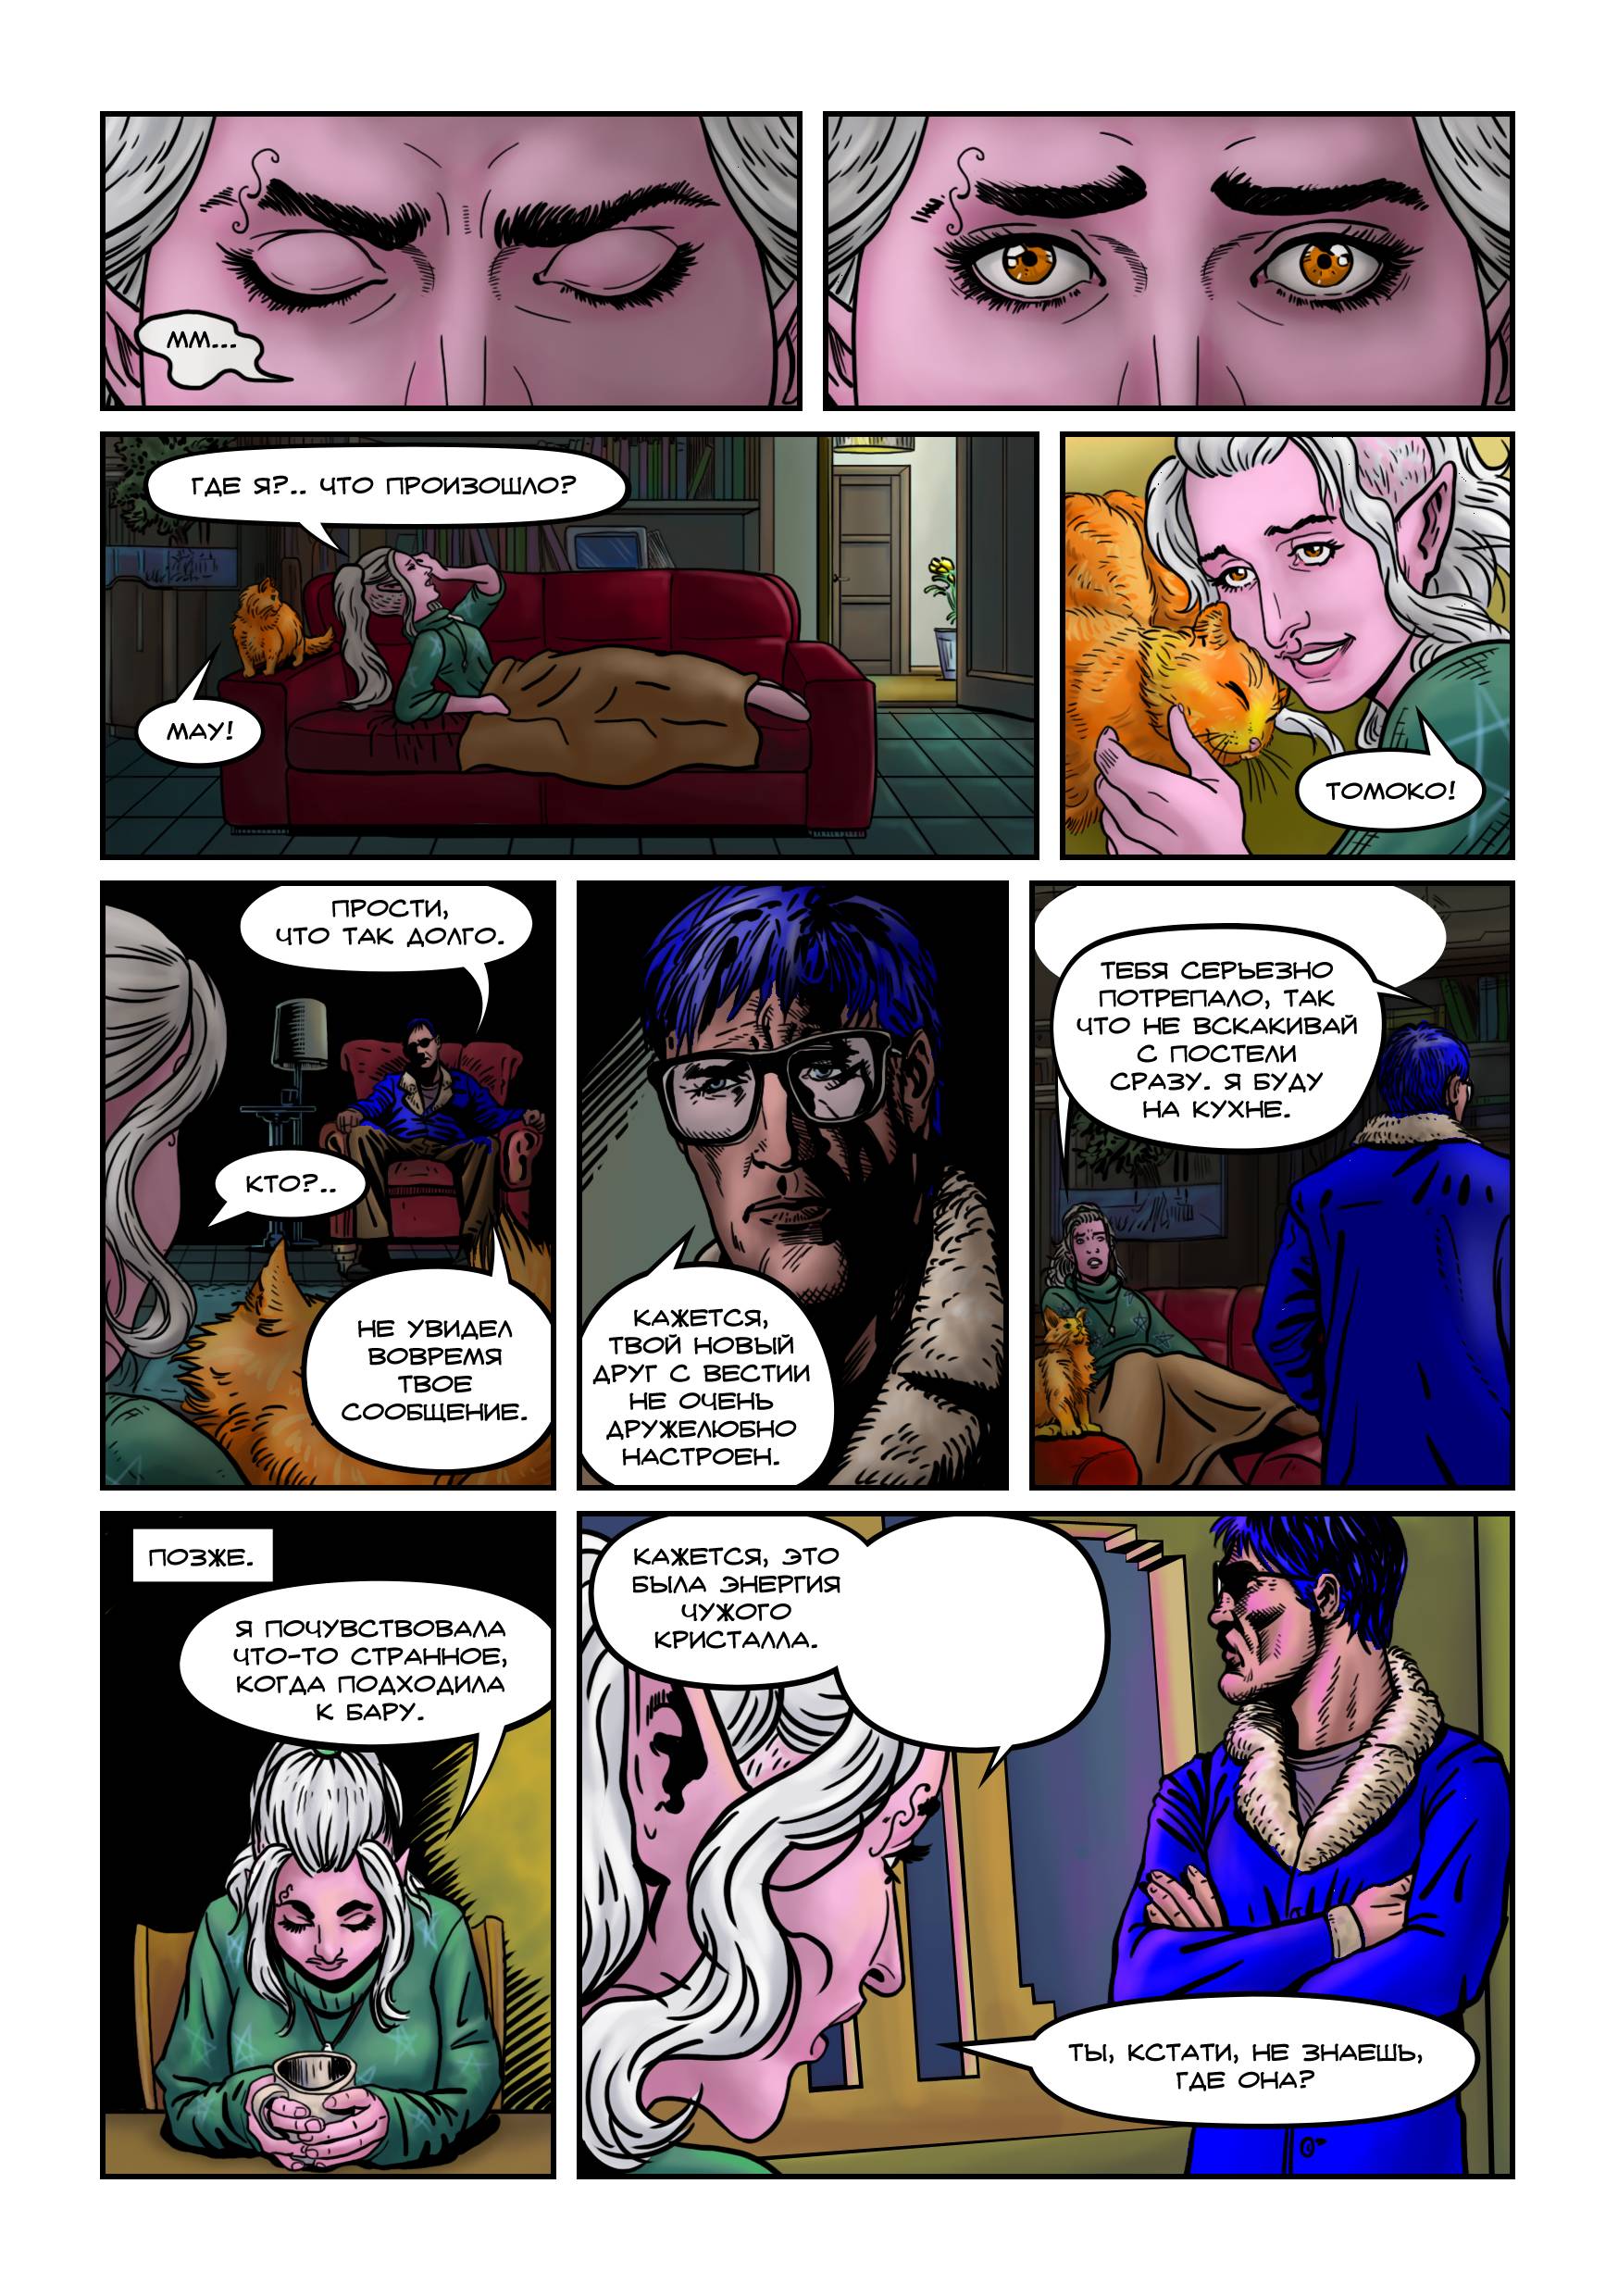 ММ...
ГДЕ Я?.. ЧТО ПРОИЗОШЛО?
МАУ!
ТОМОКО!
ПРОСТИ,
ЧТО ТАК ДОЛГО.
КТО?..
НЕ УВИДЕЛ
ВОВРЕМЯ
ТВОЕ
СООБЩЕНИЕ.
КАЖЕТСЯ,
ТВОЙ НОВЫЙ
ДРУГ С ВЕСТИИ
НЕ ОЧЕНЬ
ДРУЖЕЛЮБНО
НАСТРОЕН.
ТЕБЯ СЕРЬЕЗНО
ПОТРЕПАЛО, ТАК
ЧТО НЕ ВСКАКИВАЙ
С ПОСТЕЛИ
СРАЗУ. Я БУДУ
НА КУХНЕ.
ПОЗЖЕ.
Я ПОЧУВСТВОВАЛА
ЧТО-ТО СТРАННОЕ,
КОГДА ПОДХОДИЛА
К БАРУ.
КАЖЕТСЯ, ЭТО
БЫЛА ЭНЕРГИЯ
ЧУЖОГО
КРИСТАЛЛА.
ТЫ, КСТАТИ, НЕ ЗНАЕШЬ,
ГДЕ ОНА?